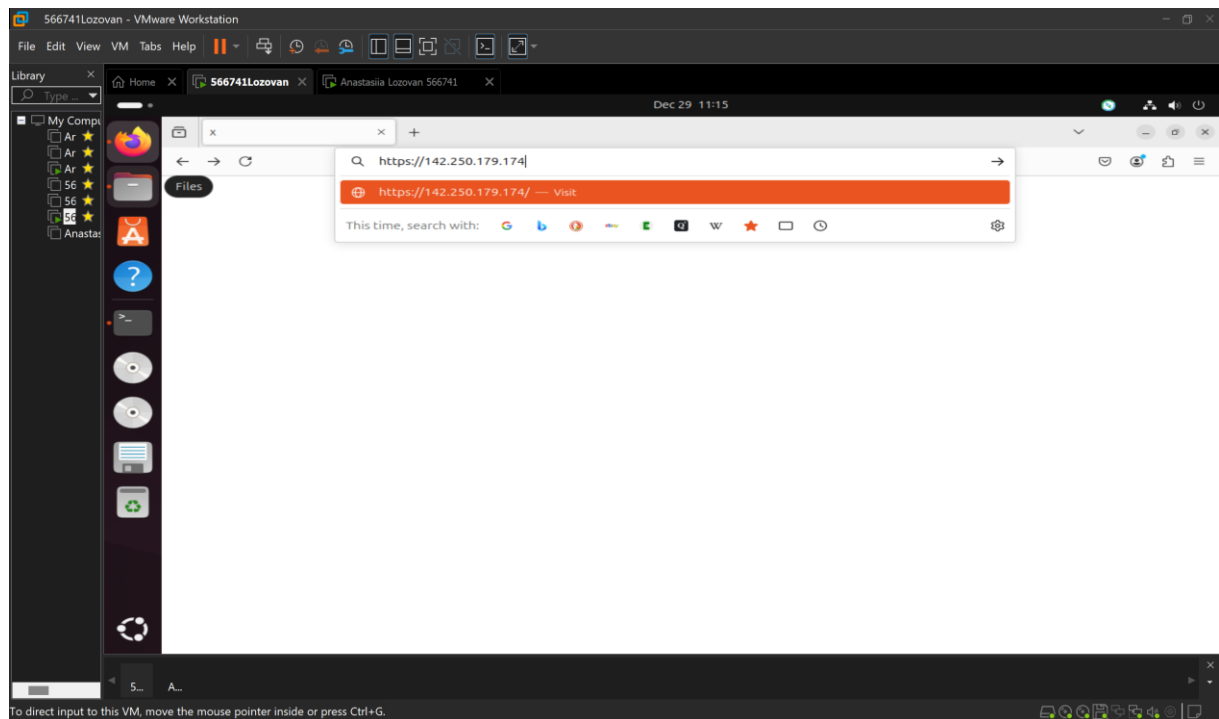 566741Lozovan - VMware Workstation
File Edit View VM Tabs Help
Library
Type ...
Home
566741Lozovan
Anastasiia Lozovan 566741
My Compu
Ar
Ar
Ar
56
56
56
Anastas
Dec 29 11:15
x
https://142.250.179.174
Files
https://142.250.179.174/ — Visit
This time, search with:
5...
A...
To direct input to this VM, move the mouse pointer inside or press Ctrl+G.